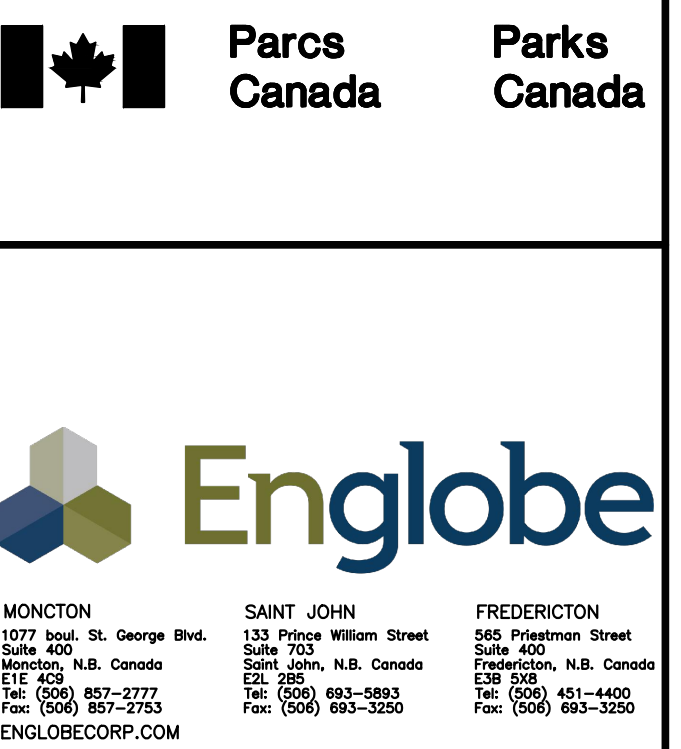 Parcs Canada
Parks Canada
Englobe
MONCTON
1077 boul. St. George Blvd.
Suite 400
Moncton, N.B. Canada
E1E 4C9
Tel: (506) 857-2777
Fax: (506) 857-2753
SAINT JOHN
133 Prince William Street
Suite 703
Saint John, N.B. Canada
E2L 2B5
Tel: (506) 693-5893
Fax: (506) 693-3250
FREDERICTON
565 Priestman Street
Suite 400
Fredericton, N.B. Canada
E3B 5X8
Tel: (506) 451-4400
Fax: (506) 693-3250
ENGLOBECORP.COM